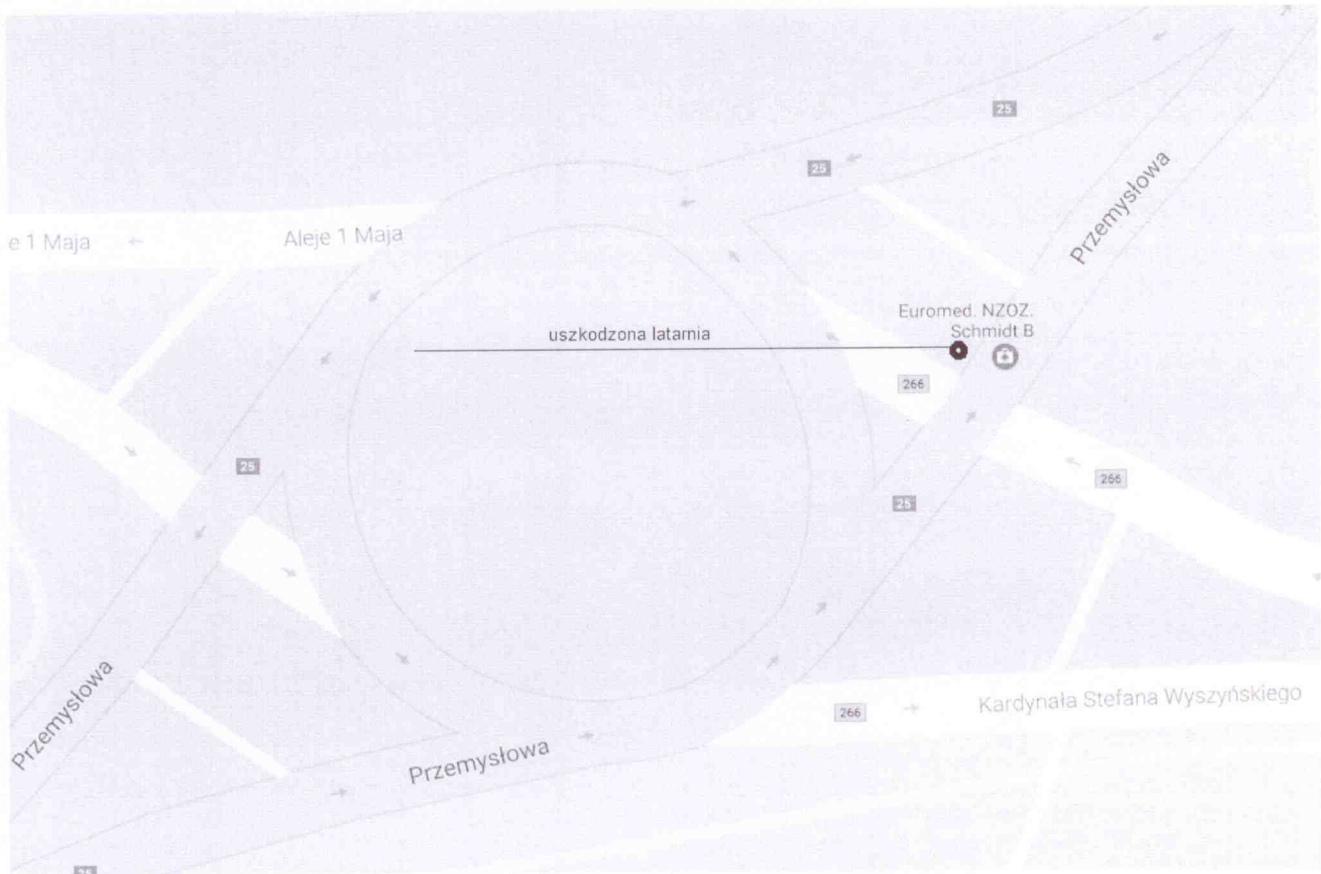 25
25
Przemysłowa
e 1 Maja
Aleje 1 Maja
Euromed. NZOZ.
Schmidt B
uszkodzona latarnia
266
25
25
266
Przemysłowa
Przemysłowa
266
Kardynała Stefana Wyszyńskiego
25